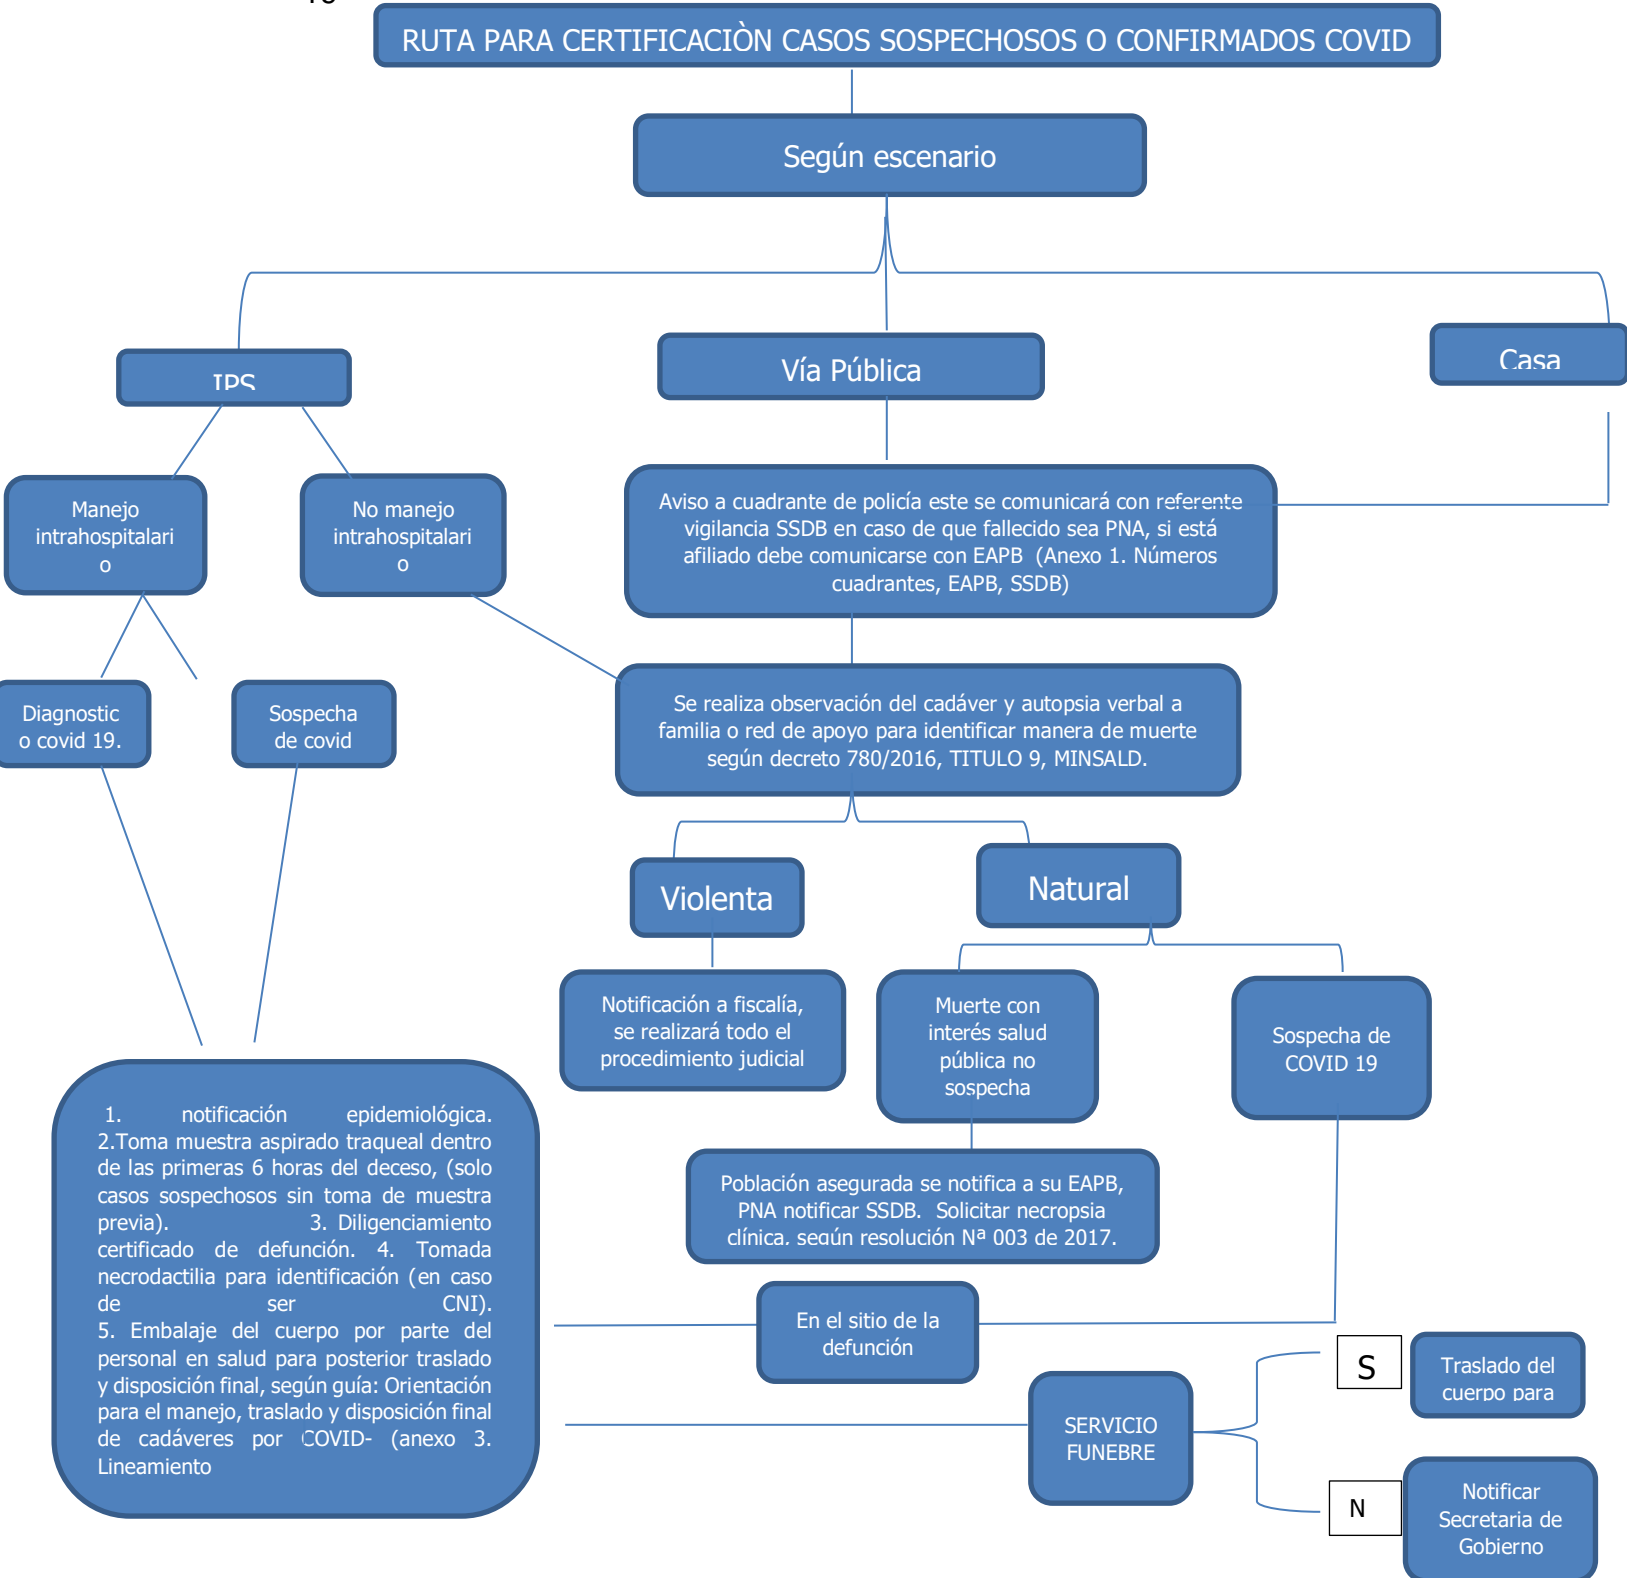 RUTA PARA CERTIFICACIÒN CASOS SOSPECHOSOS O CONFIRMADOS COVID
Según escenario
IPS
Vía Pública
Casa
Manejo
intrahospitalari
o
No manejo
intrahospitalari
o
Aviso a cuadrante de policía este se comunicará con referente
vigilancia SSDB en caso de que fallecido sea PNA, si está
afiliado debe comunicarse con EAPB (Anexo 1. Números
cuadrantes, EAPB, SSDB)
Diagnostic
o covid 19.
Sospecha
de covid
Se realiza observación del cadáver y autopsia verbal a
familia o red de apoyo para identificar manera de muerte
según decreto 780/2016, TITULO 9, MINSALD.
Violenta
Natural
Notificación a fiscalía,
se realizará todo el
procedimiento judicial
Muerte con
interés salud
pública no
sospecha
Sospecha de
COVID 19
1. notificación epidemiológica.
2.Toma muestra aspirado traqueal dentro
de las primeras 6 horas del deceso, (solo
casos sospechosos sin toma de muestra
previa). 3. Diligenciamiento
certificado de defunción. 4. Tomada
necrodactilia para identificación (en caso
de ser CNI).
5. Embalaje del cuerpo por parte del
personal en salud para posterior traslado
y disposición final, según guía: Orientación
para el manejo, traslado y disposición final
de cadáveres por COVID- (anexo 3.
Lineamiento
Población asegurada se notifica a su EAPB,
PNA notificar SSDB. Solicitar necropsia
clínica, según resolución Nª 003 de 2017.
En el sitio de la
defunción
SERVICIO
FUNEBRE
S
Traslado del
cuerpo para
N
Notificar
Secretaria de
Gobierno